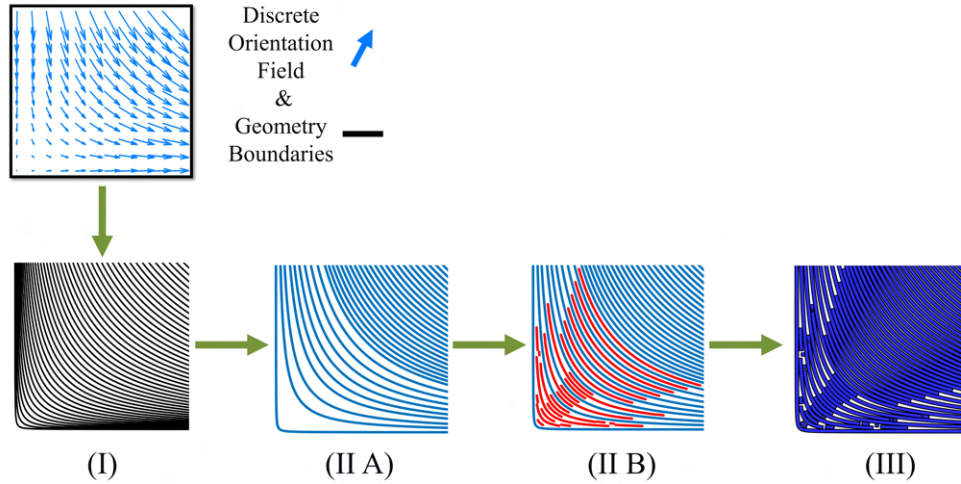 Discrete
Orientation
Field
&
Geometry
Boundaries
(I)
(II A)
(II B)
(III)